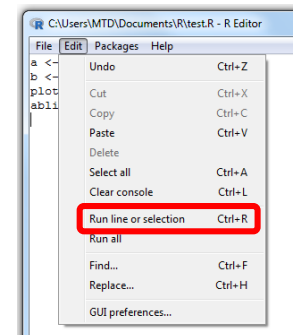 C:\Users\MTD\Documents\R\test.R - R Editor
File Edit Packages Help
a <-
b <-
plot
abli
Undo Ctrl+Z
Cut Ctrl+X
Copy Ctrl+C
Paste Ctrl+V
Delete
Select all Ctrl+A
Clear console Ctrl+L
Run line or selection Ctrl+R
Run all
Find... Ctrl+F
Replace... Ctrl+H
GUI preferences...